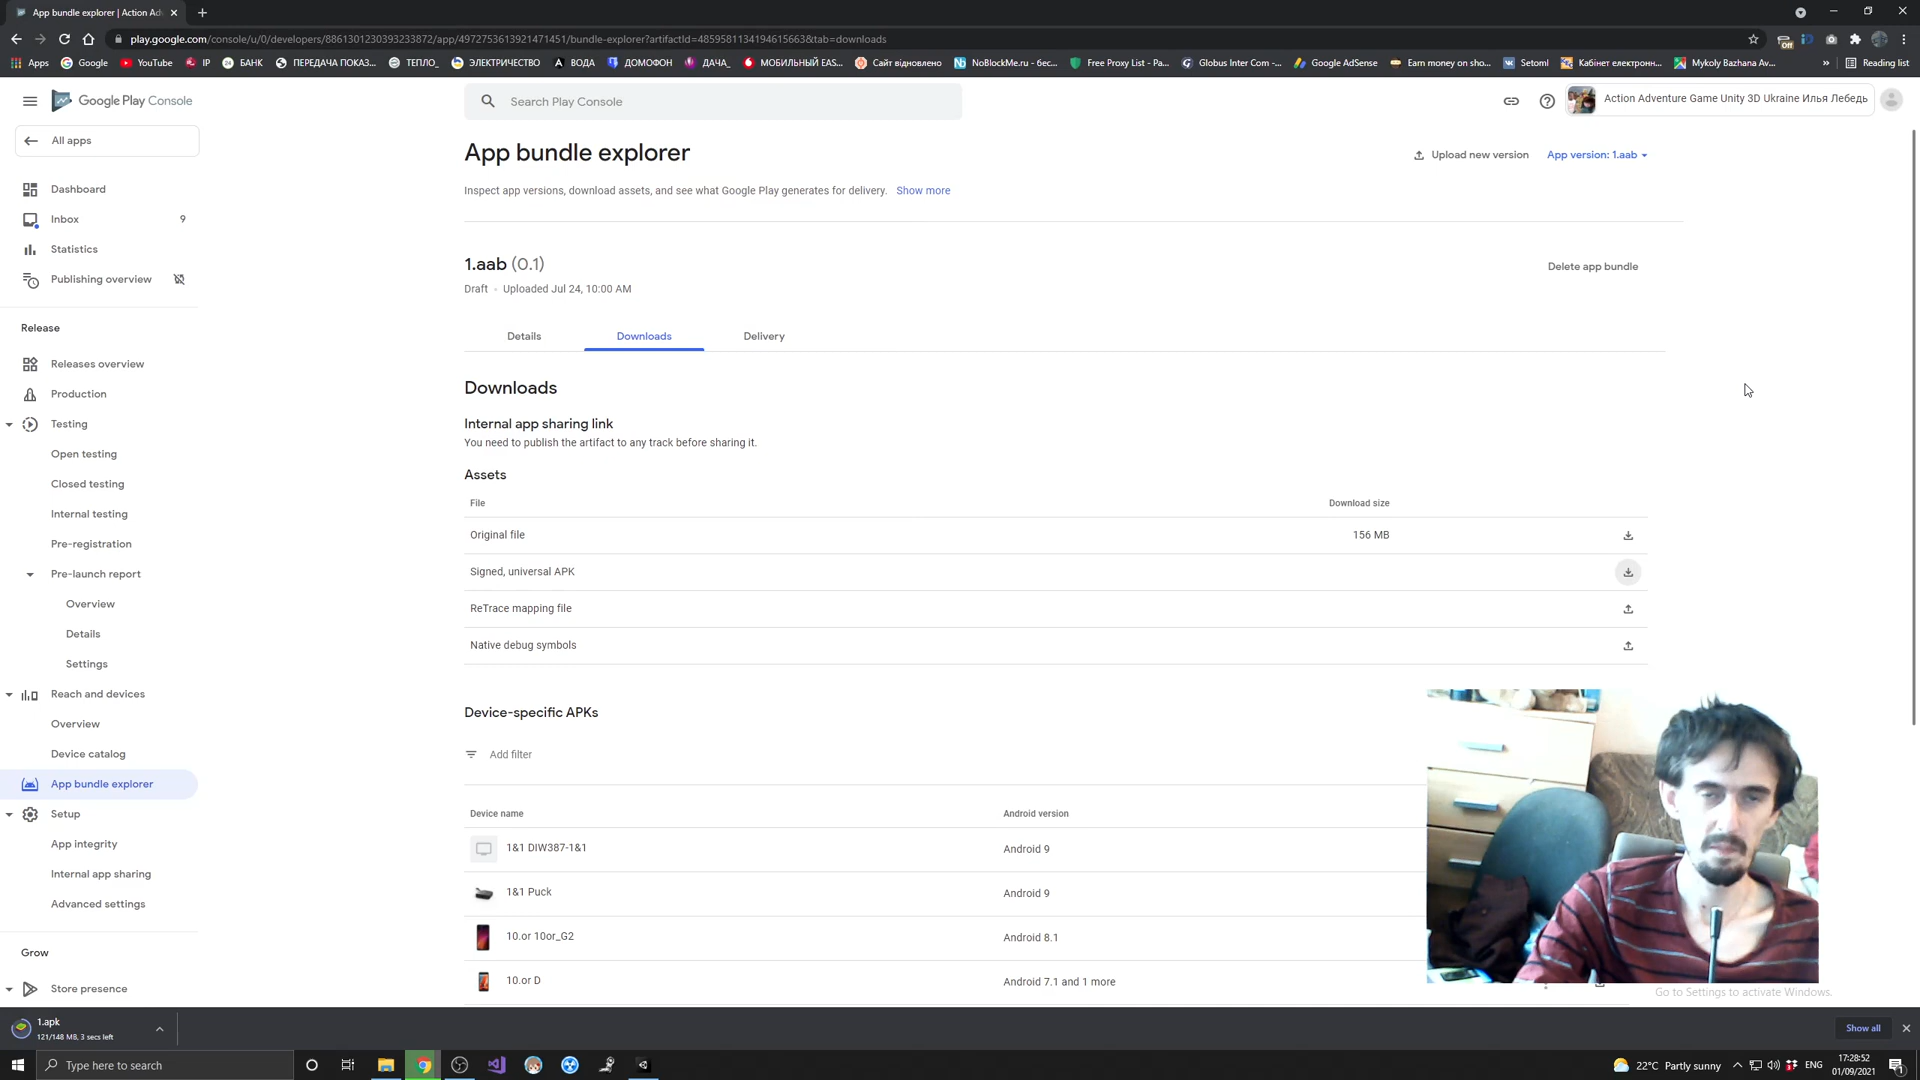 App bundle explorer | Action Ad
play.google.com/console/u/0/developers/8861301230393233872/app/4972753613921471451/bundle-explorer?artifactId=4859581134194615663&tab=downloads
Apps Google YouTube IP БАНК ПЕРЕДАЧА ПОКАЗ... ТЕПЛО_ ЭЛЕКТРИЧЕСТВО ВОДА ДОМОФОН ДАЧА_ МОБИЛЬНЫЙ EAS... Сайт відновлено NoBlockMe.ru - бес... Free Proxy List - Pa... Globus Inter Com -... Google AdSense Earn money on sho... Setoml Кабінет електронн... Mykoly Bazhana Av... » Reading list
Google Play Console
Search Play Console
Action Adventure Game Unity 3D Ukraine Илья Лебедь
All apps
Dashboard
Inbox 9
Statistics
Publishing overview
Release
Releases overview
Production
Testing
Open testing
Closed testing
Internal testing
Pre-registration
Pre-launch report
Overview
Details
Settings
Reach and devices
Overview
Device catalog
App bundle explorer
Setup
App integrity
Internal app sharing
Advanced settings
Grow
Store presence
App bundle explorer
Upload new version App version: 1.aab
Inspect app versions, download assets, and see what Google Play generates for delivery. Show more
1.aab (0.1)
Delete app bundle
Draft • Uploaded Jul 24, 10:00 AM
Details Downloads Delivery
Downloads
Internal app sharing link
You need to publish the artifact to any track before sharing it.
Assets
File Download size
Original file 156 MB
Signed, universal APK
ReTrace mapping file
Native debug symbols
Device-specific APKs
Add filter
Device name Android version
1&1 DIW387-1&1 Android 9
1&1 Puck Android 9
10.or 10or_G2 Android 8.1
10.or D Android 7.1 and 1 more
Go to Settings to activate Windows.
1.apk
121/148 MB, 3 secs left
Show all
Type here to search
22°C Partly sunny
ENG
17:28:52
01/09/2021